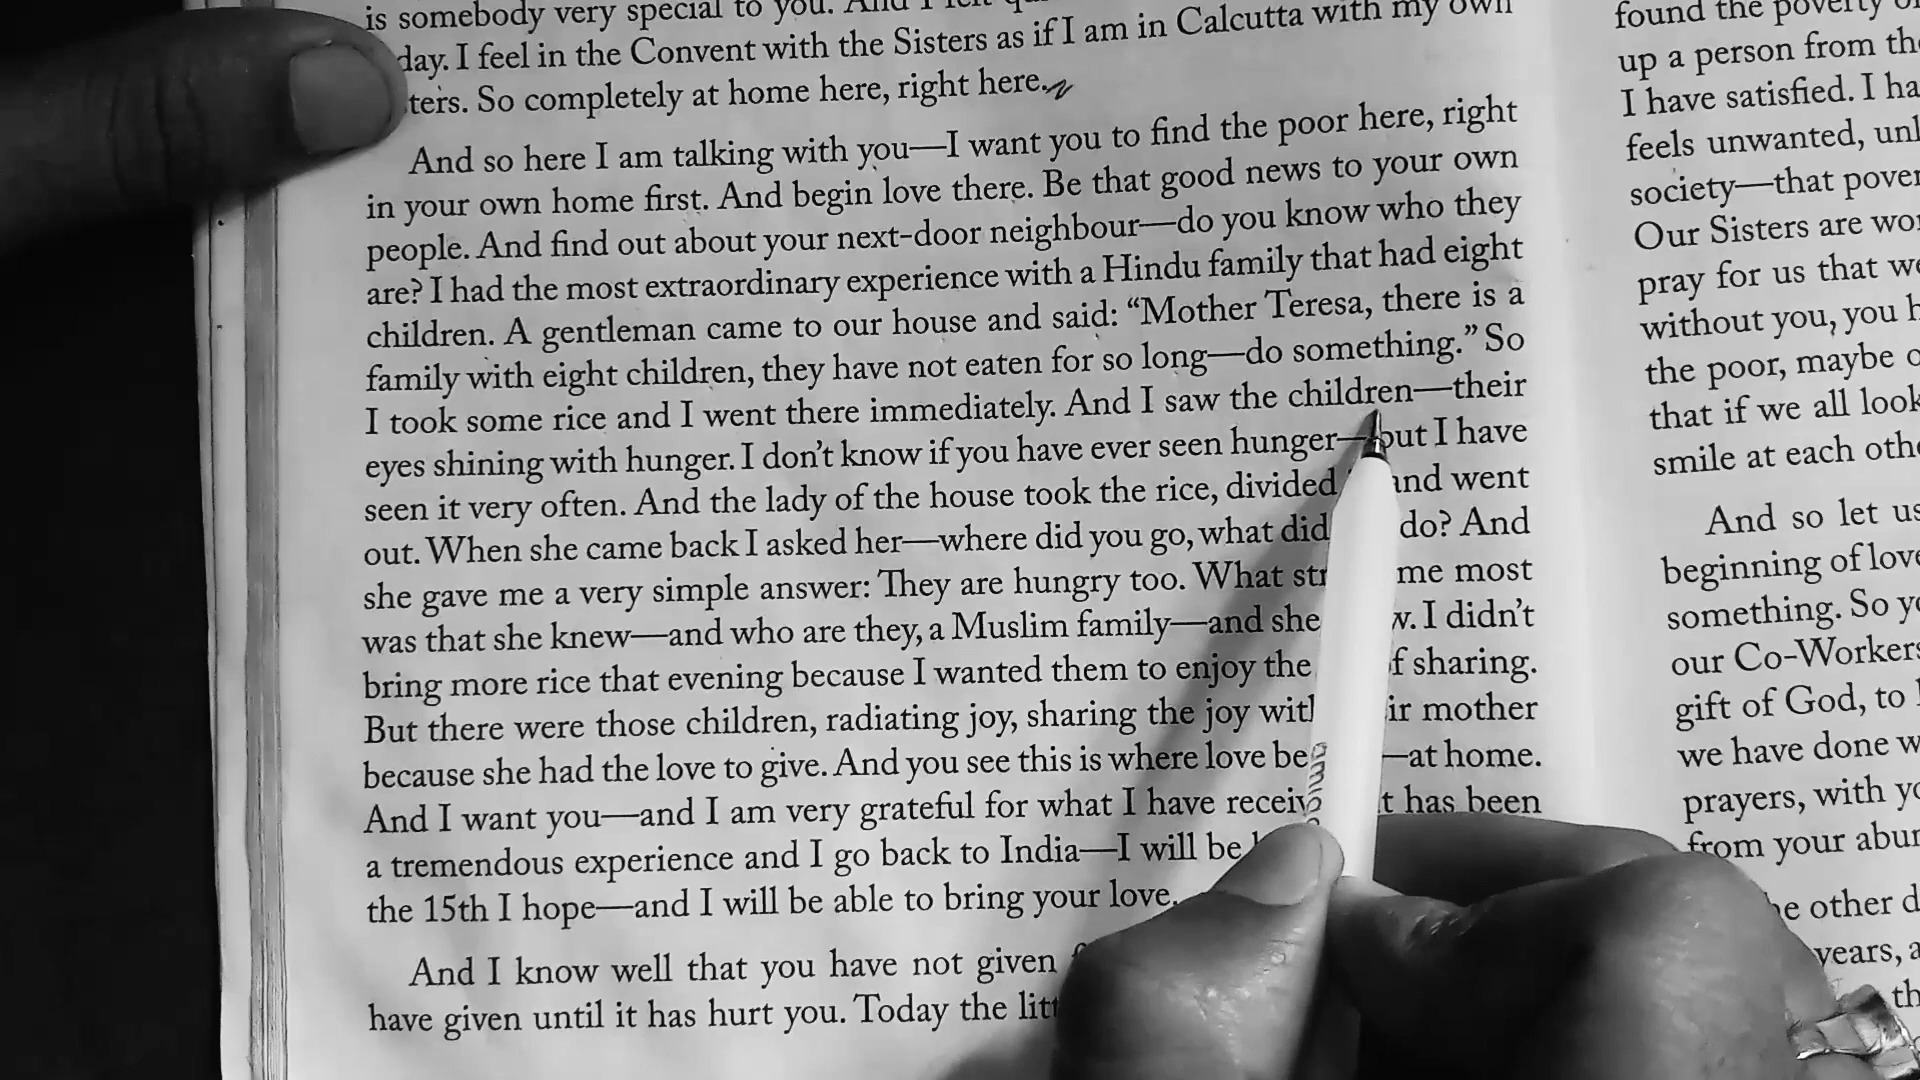 is somebody very special to you. And I felt
day. I feel in the Convent with the Sisters as if I am in Calcutta with my own
ters. So completely at home here, right here.
And so here I am talking with you—I want you to find the poor here, right
in your own home first. And begin love there. Be that good news to your own
people. And find out about your next-door neighbour—do you know who they
are? I had the most extraordinary experience with a Hindu family that had eight
children. A gentleman came to our house and said: “Mother Teresa, there is a
family with eight children, they have not eaten for so long—do something.” So
I took some rice and I went there immediately. And I saw the children—their
eyes shining with hunger. I don’t know if you have ever seen hunger—but I have
seen it very often. And the lady of the house took the rice, divided and went
out. When she came back I asked her—where did you go, what did do? And
she gave me a very simple answer: They are hungry too. What me most
was that she knew—and who are they, a Muslim family—and she I didn’t
bring more rice that evening because I wanted them to enjoy the sharing.
But there were those children, radiating joy, sharing the joy mother
because she had the love to give. And you see this is where love —at home.
And I want you—and I am very grateful for what I have has been
a tremendous experience and I go back to India—I will be
the 15th I hope—and I will be able to bring your love.
And I know well that you have not given
have given until it has hurt you. Today the
found the poverty
up a person from
I have satisfied. I
feels unwanted,
society—that
Our Sisters are
pray for us that
without you, you
the poor, maybe
that if we all
smile at each
And so let us
beginning of
something. So
our Co-Workers
gift of God, to
we have done
prayers, with
from your
other
years,